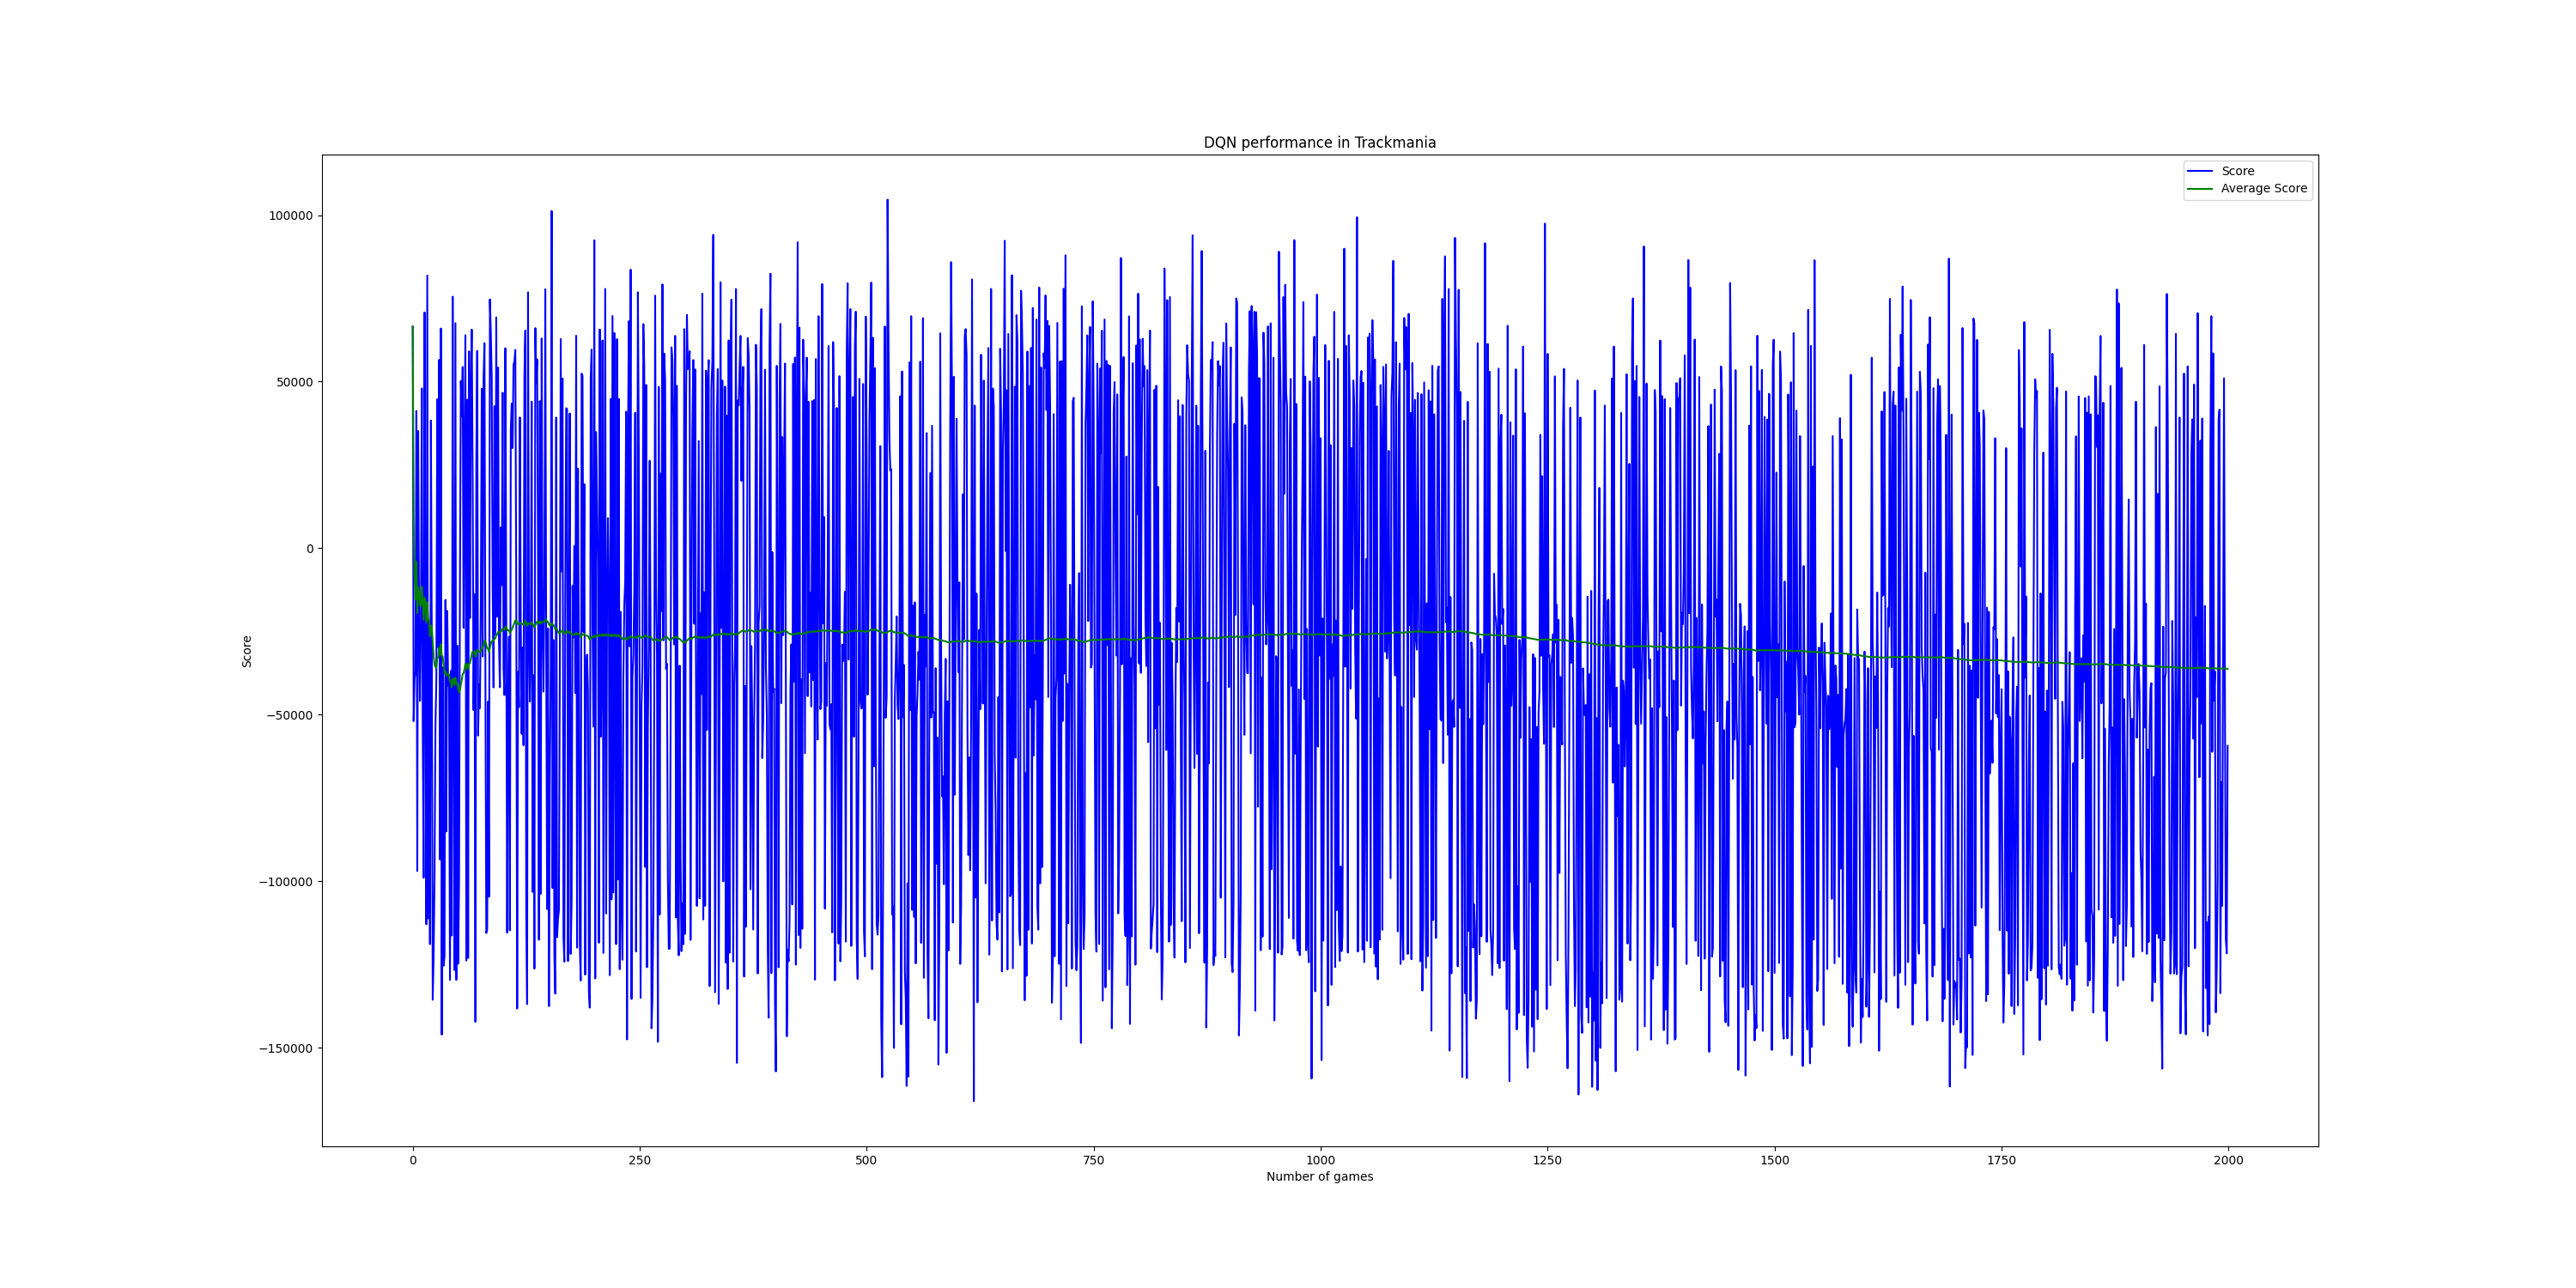 DQN performance in Trackmania
Score
Average Score
100000
50000
0
−50000
−100000
−150000
Score
0 250 500 750 1000 1250 1500 1750 2000
Number of games